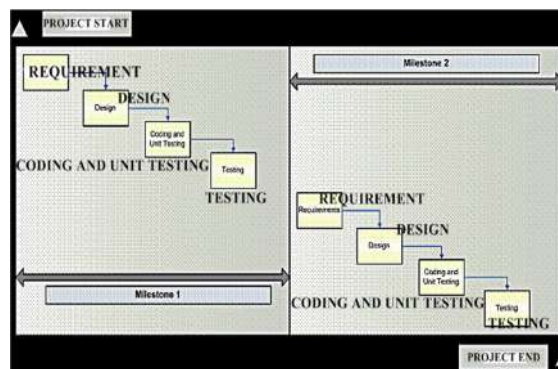 PROJECT START
REQUIREMENT
Design
DESIGN
Coding and
Unit Testing
CODING AND UNIT TESTING
Testing
TESTING
Milestone 1
Milestone 2
REQUIREMENT
Requirements
Design
DESIGN
Coding and
Unit Testing
CODING AND UNIT TESTING
Testing
TESTING
PROJECT END